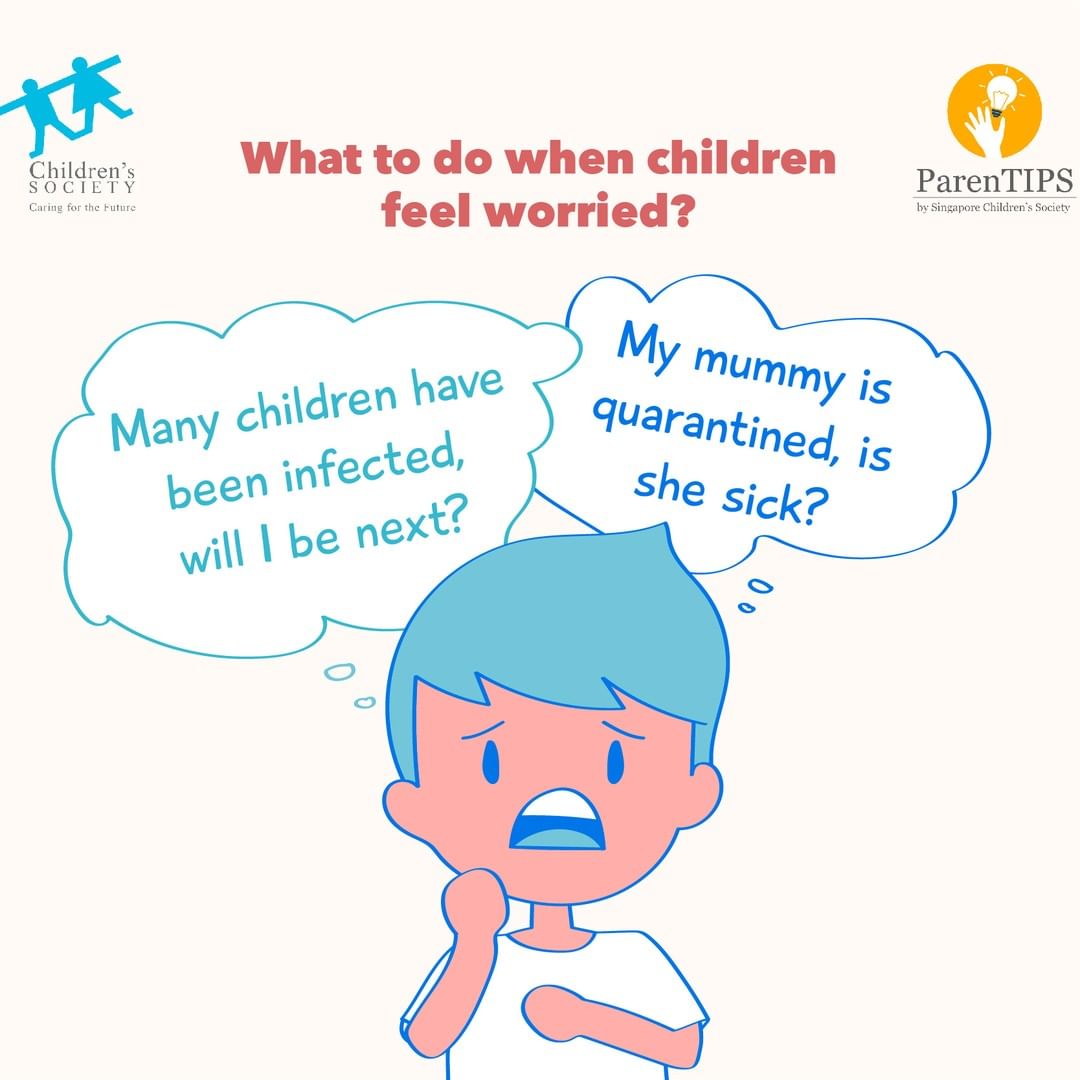 Children's
SOCIETY
Caring for the Future
ParenTIPS
by Singapore Children's Society
What to do when children
feel worried?
Many children have
been infected,
will I be next?
My mummy is
quarantined, is
she sick?